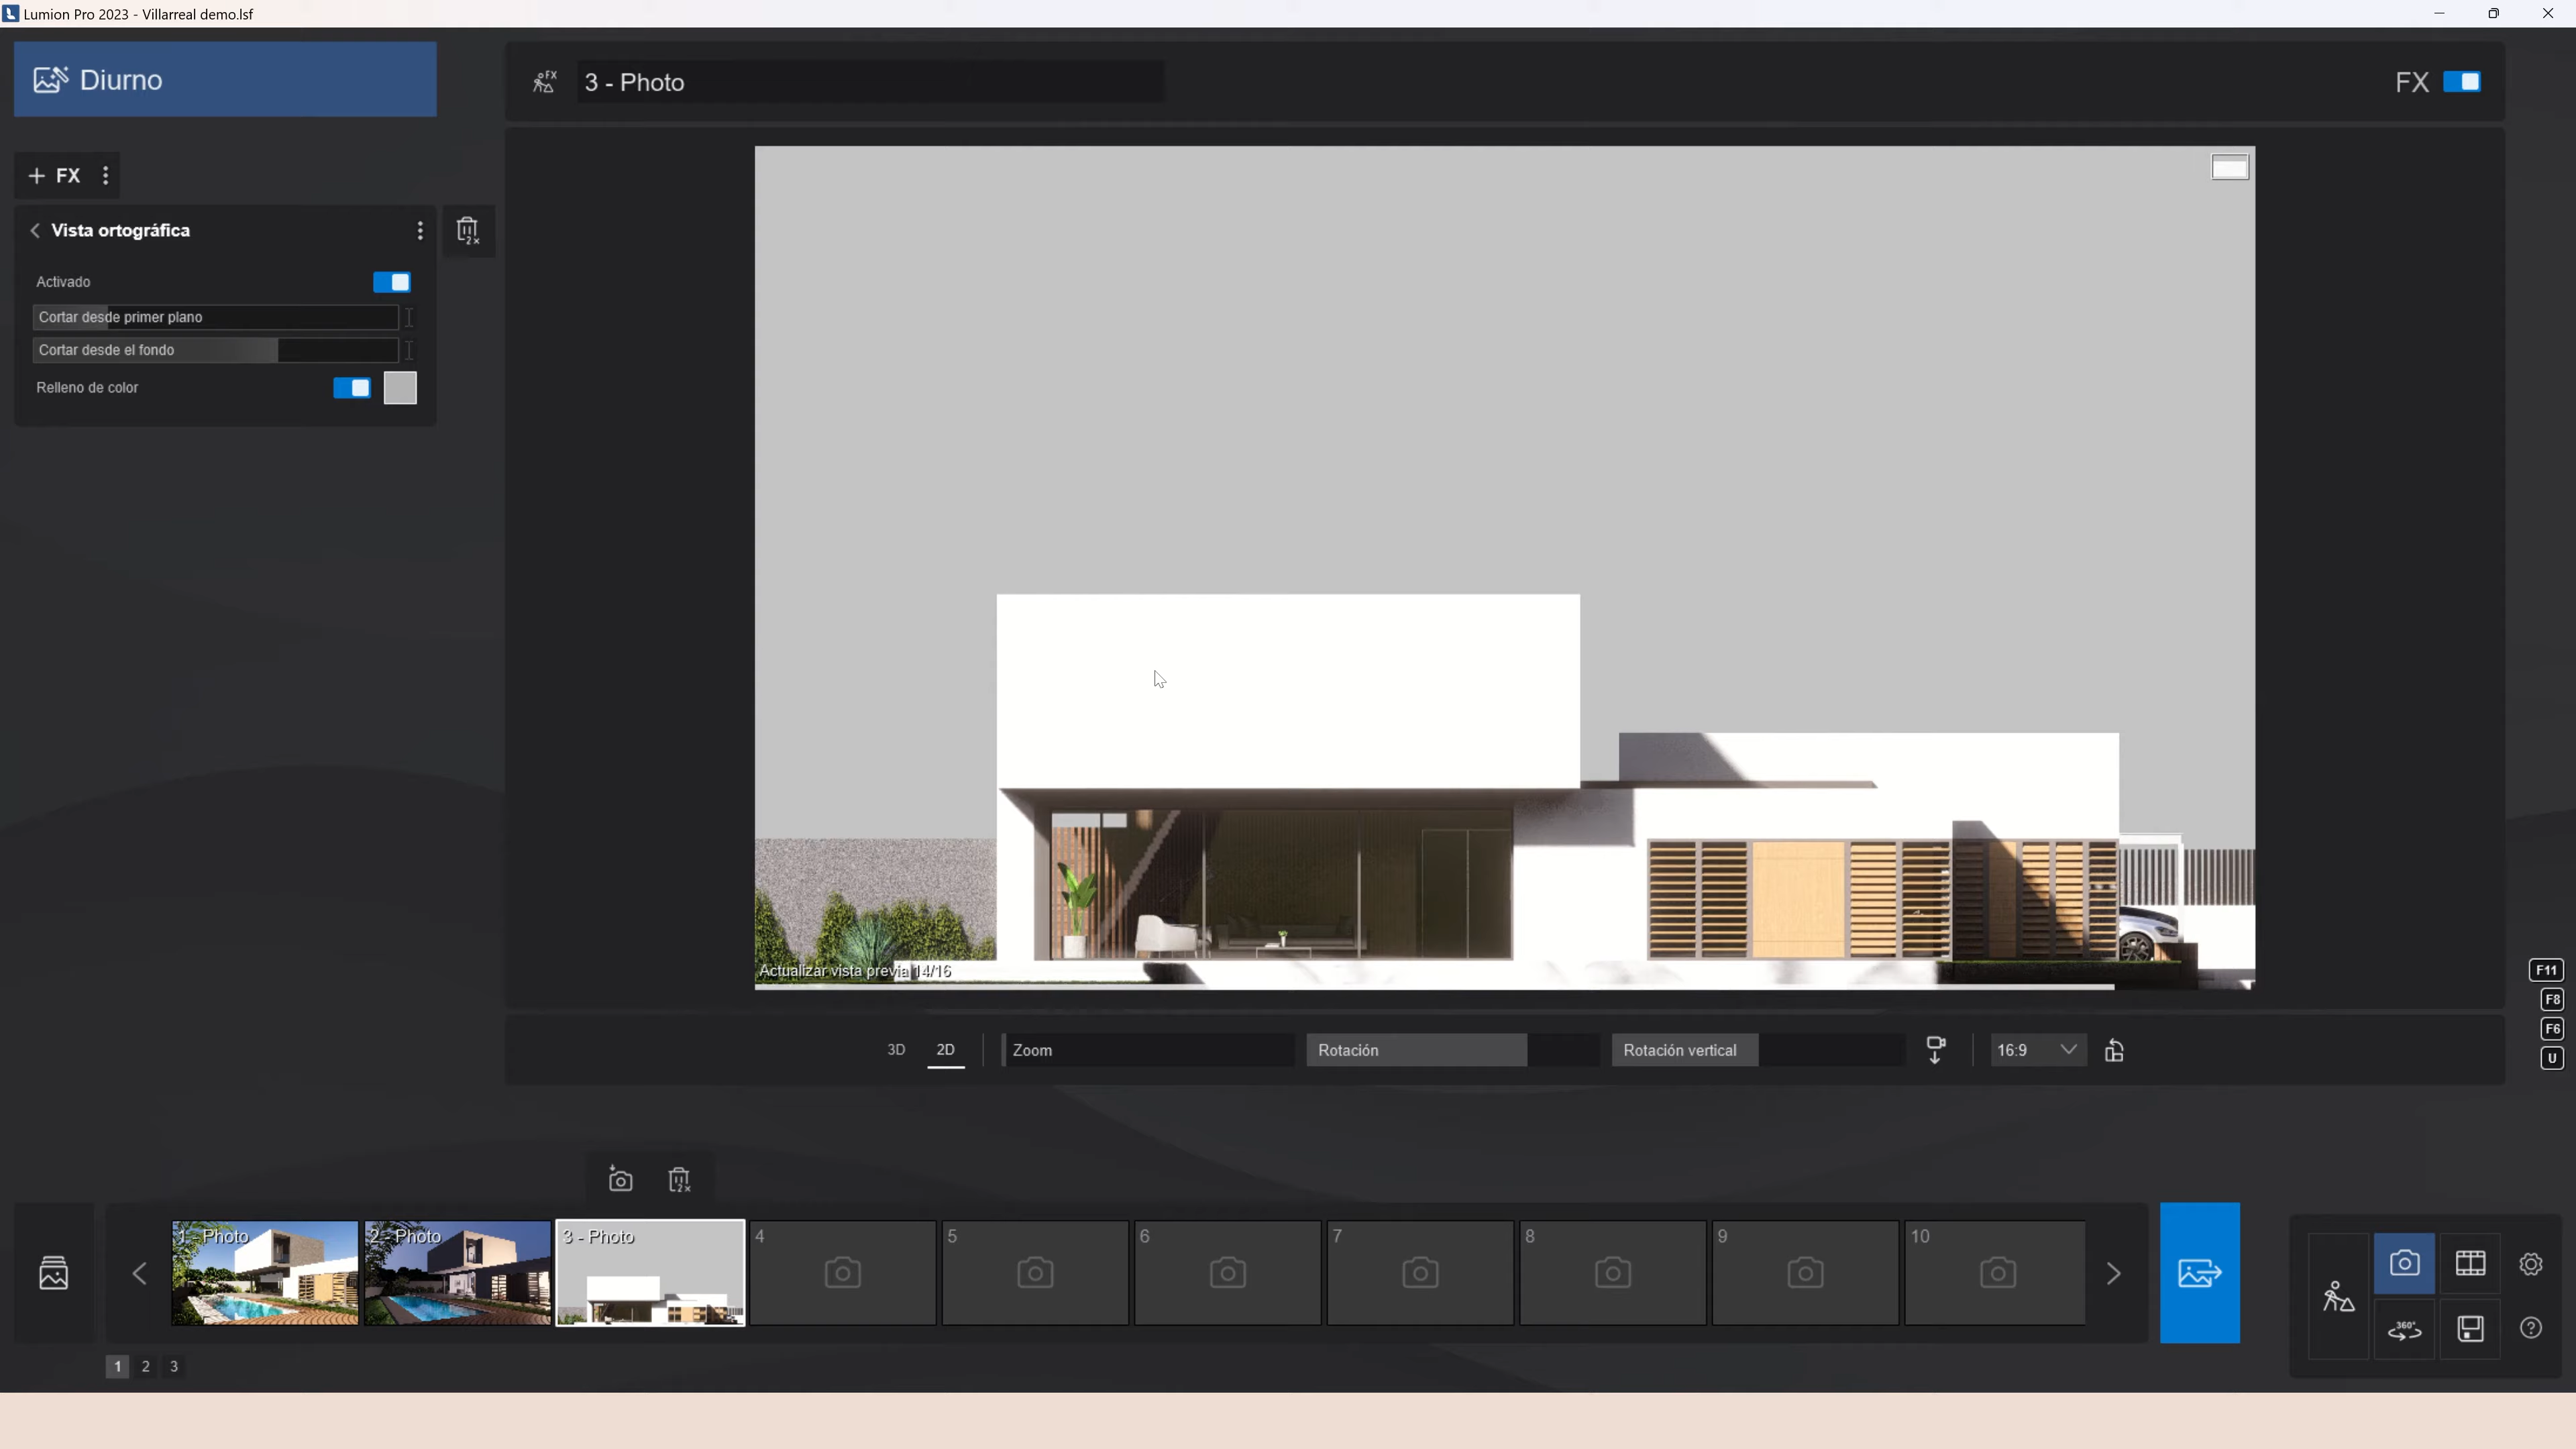 Lumion Pro 2023 - Villarreal demo.lsf
Diurno
3 - Photo
FX
FX
Vista ortográfica
Activado
Cortar desde primer plano
Cortar desde el fondo
Relleno de color
Actualizar vista previa 14/16
F11
F8
F6
U
3D 2D Zoom Rotación Rotación vertical 16:9
2x
2x
1 - Photo 2 - Photo 3 - Photo 4 5 6 7 8 9 10
360°
1 2 3